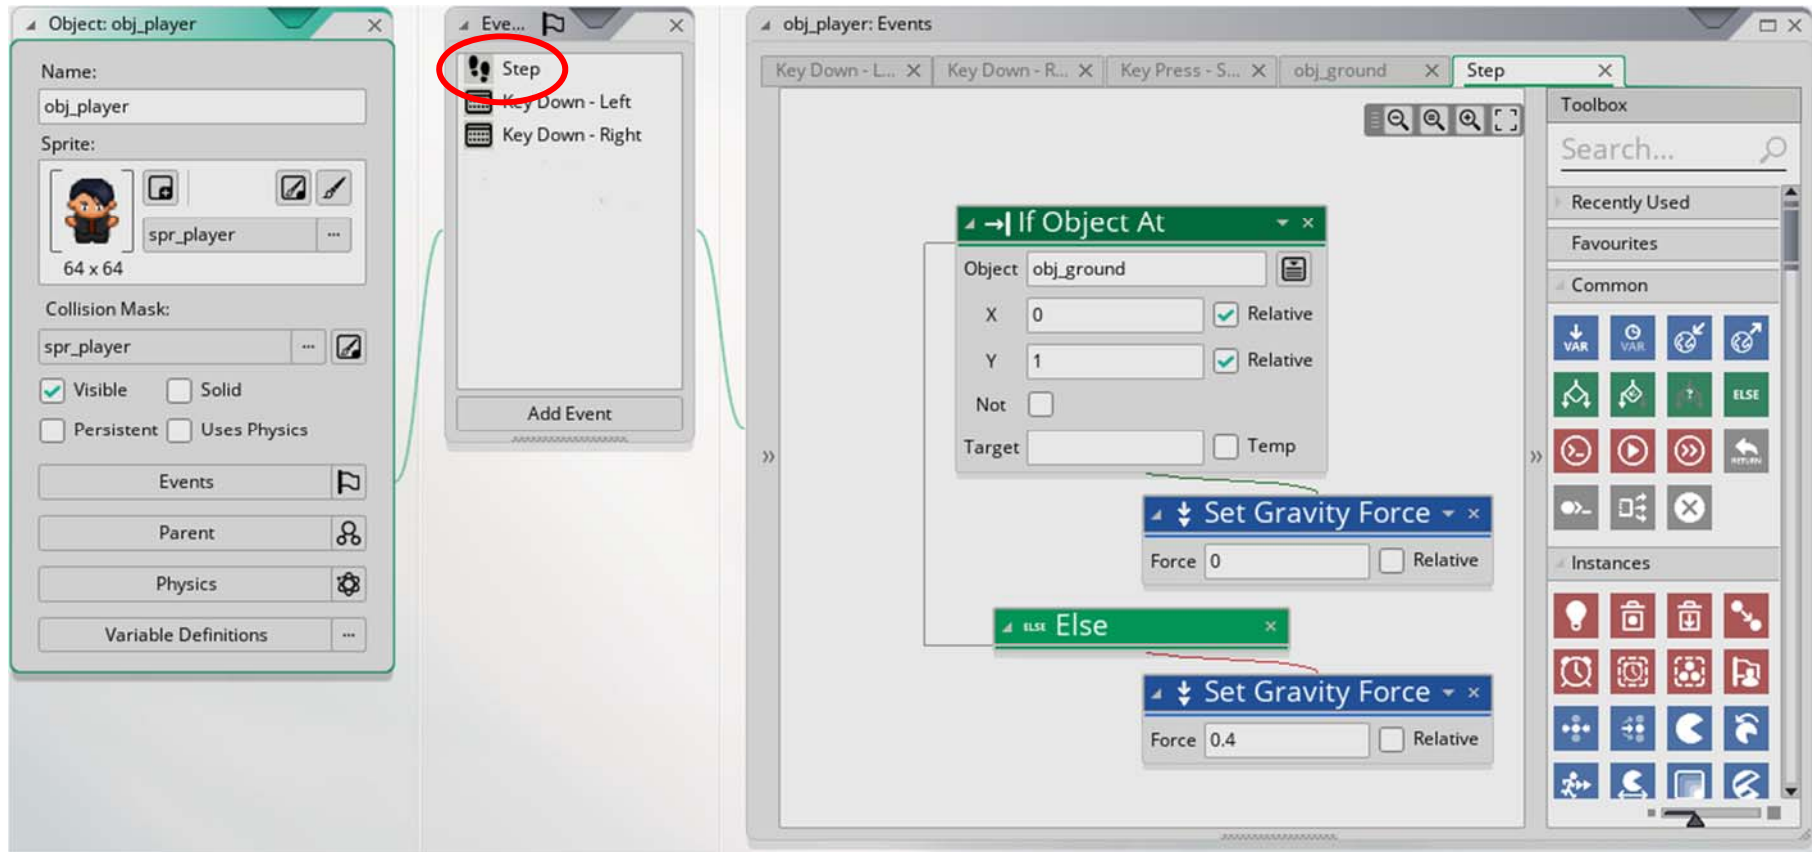 Object: obj_player
Name:
obj_player
Sprite:
spr_player
...
64 x 64
Collision Mask:
spr_player
...
Visible
Solid
Persistent
Uses Physics
Events
Parent
Physics
Variable Definitions
...
Eve...
Step
Key Down - Left
Key Down - Right
Add Event
obj_player: Events
Key Down - L...
Key Down - R...
Key Press - S...
obj_ground
Step
If Object At
Object obj_ground
X 0 Relative
Y 1 Relative
Not
Target Temp
Set Gravity Force
Force 0 Relative
ELSE Else
Set Gravity Force
Force 0.4 Relative
Toolbox
Search...
Recently Used
Favourites
Common
VAR
VAR
ELSE
RETURN
Instances